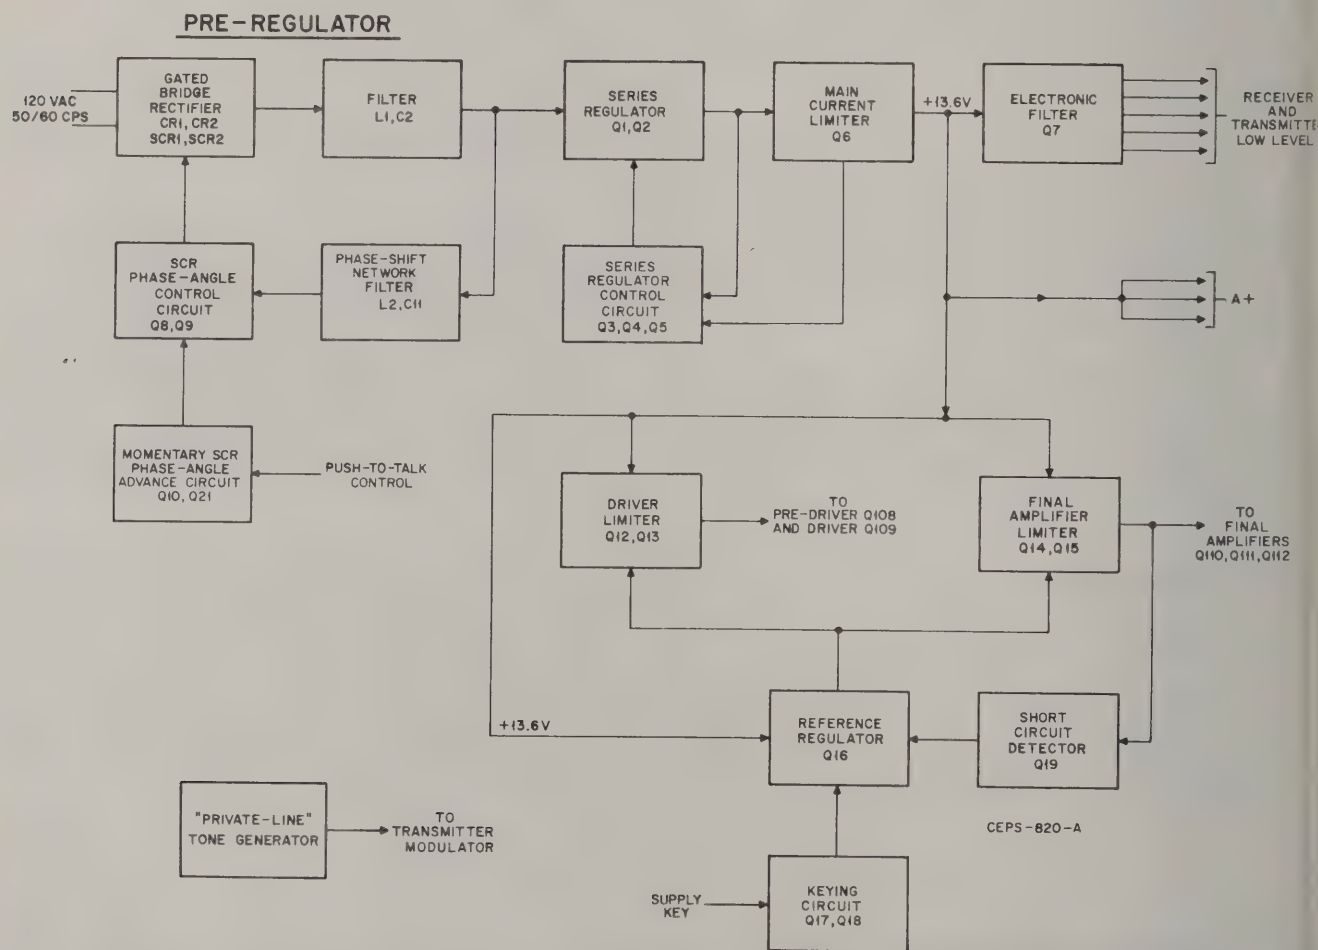 PRE-REGULATOR
120 VAC
50/60 CPS
GATED
BRIDGE
RECTIFIER
CR1, CR2
SCR1, SCR2
FILTER
L1, C2
SERIES
REGULATOR
Q1, Q2
MAIN
CURRENT
LIMITER
Q6
+13.6V
ELECTRONIC
FILTER
Q7
RECEIVER
AND
TRANSMITTE
LOW LEVEL
SCR
PHASE-ANGLE
CONTROL
CIRCUIT
Q8, Q9
PHASE-SHIFT
NETWORK
FILTER
L2, C11
SERIES
REGULATOR
CONTROL
CIRCUIT
Q3, Q4, Q5
A+
MOMENTARY SCR
PHASE-ANGLE
ADVANCE CIRCUIT
Q10, Q21
PUSH-TO-TALK
CONTROL
DRIVER
LIMITER
Q12, Q13
TO
PRE-DRIVER Q108
AND DRIVER Q109
FINAL
AMPLIFIER
LIMITER
Q14, Q15
TO
FINAL
AMPLIFIERS
Q110, Q111, Q112
+13.6V
REFERENCE
REGULATOR
Q16
SHORT
CIRCUIT
DETECTOR
Q19
"PRIVATE-LINE"
TONE GENERATOR
TO
TRANSMITTER
MODULATOR
CEPS-820-A
SUPPLY
KEY
KEYING
CIRCUIT
Q17, Q18